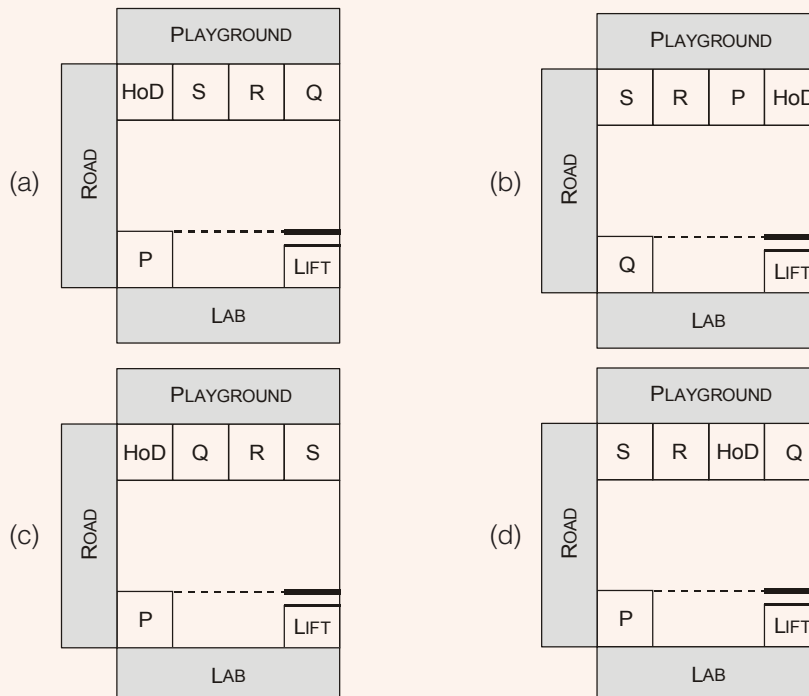 PLAYGROUND
HoD S R Q
(a)
ROAD
P
LIFT
LAB
PLAYGROUND
S R P HoD
(b)
ROAD
Q
LIFT
LAB
PLAYGROUND
HoD Q R S
(c)
ROAD
P
LIFT
LAB
PLAYGROUND
S R HoD Q
(d)
ROAD
P
LIFT
LAB